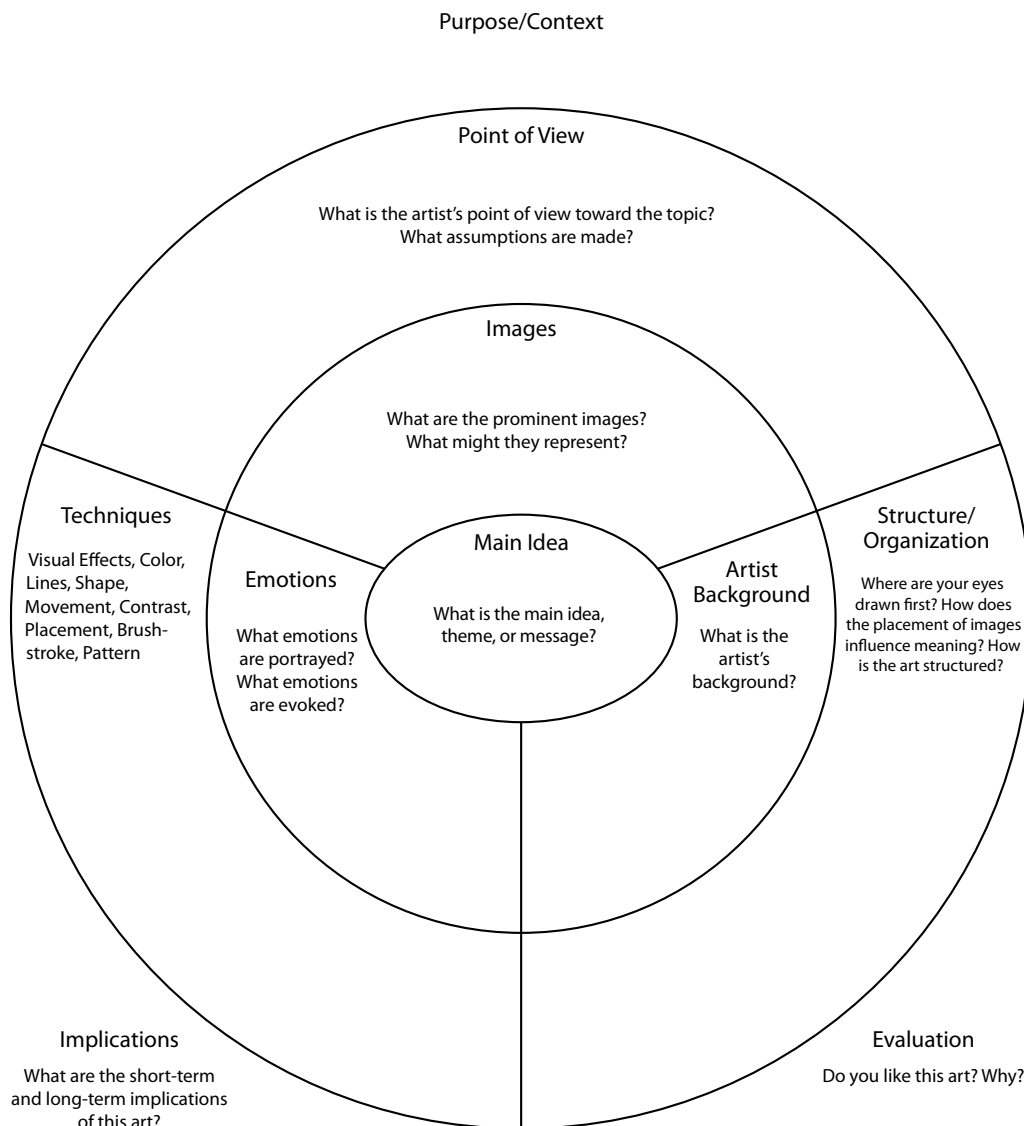 Purpose/Context
Point of View
What is the artist’s point of view toward the topic?
What assumptions are made?
Images
What are the prominent images?
What might they represent?
Main Idea
What is the main idea,
theme, or message?
Techniques
Visual Effects, Color,
Lines, Shape,
Movement, Contrast,
Placement, Brush-
stroke, Pattern
Emotions
What emotions
are portrayed?
What emotions
are evoked?
Artist
Background
What is the
artist’s
background?
Structure/
Organization
Where are your eyes
drawn first? How does
the placement of images
influence meaning? How
is the art structured?
Implications
What are the short-term
and long-term implications
of this art?
Evaluation
Do you like this art? Why?